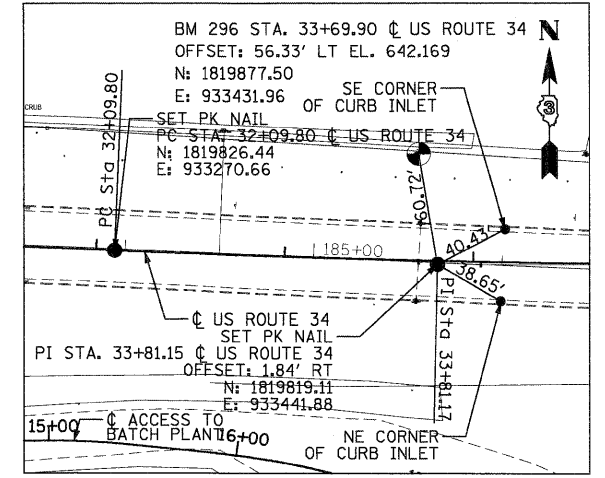 BM 296 STA. 33+69.90 ℄ US ROUTE 34
OFFSET: 56.33' LT EL. 642.169
N: 1819877.50
E: 933431.96
N
3
SE CORNER
OF CURB INLET
CRUB
SET PK NAIL
PC STAT 32+09.80 ℄ US ROUTE 34
N: 1819826.44
E: 933270.66
PC Sta 32+09.80
60.72'
40.43'
38.65'
185+00
PI Sta 33+81.17
℄ US ROUTE 34
SET PK NAIL
PI STA. 33+81.15 ℄ US ROUTE 34
OFFSET: 1.84' RT
N: 1819819.11
E: 933441.88
15+00
℄ ACCESS TO
BATCH PLANT
16+00
NE CORNER
OF CURB INLET